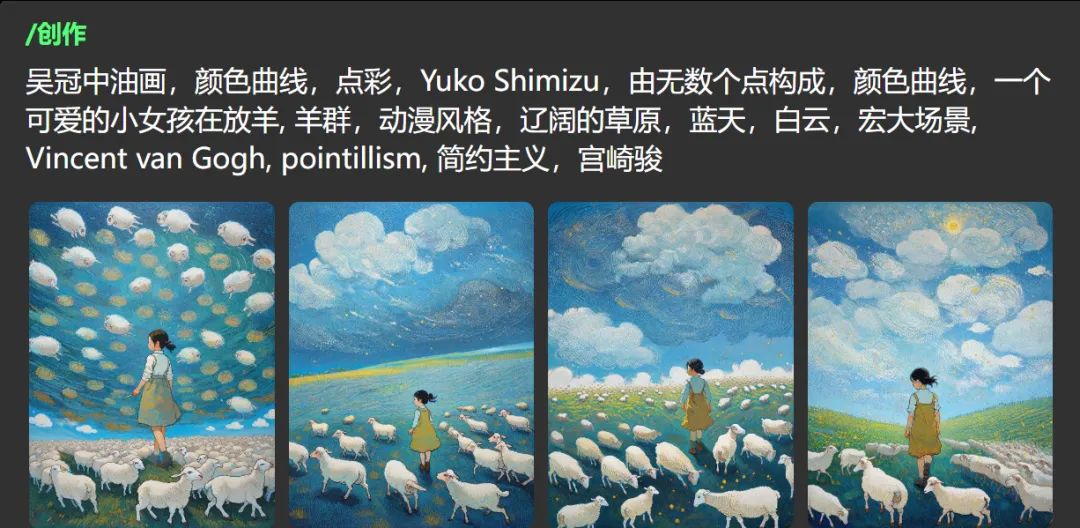 /创作
吴冠中油画，颜色曲线，点彩，Yuko Shimizu，由无数个点构成，颜色曲线，一个
可爱的小女孩在放羊, 羊群，动漫风格，辽阔的草原，蓝天，白云，宏大场景,
Vincent van Gogh, pointillism, 简约主义，宫崎骏